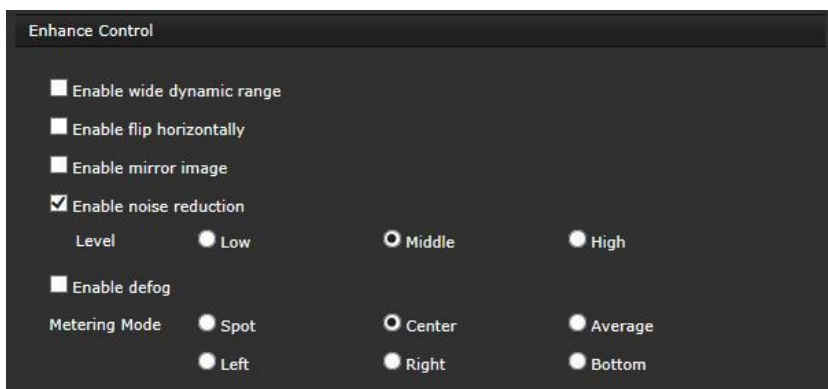 Enhance Control
Enable wide dynamic range
Enable flip horizontally
Enable mirror image
Enable noise reduction
Level Low Middle High
Enable defog
Metering Mode Spot Center Average
Left Right Bottom